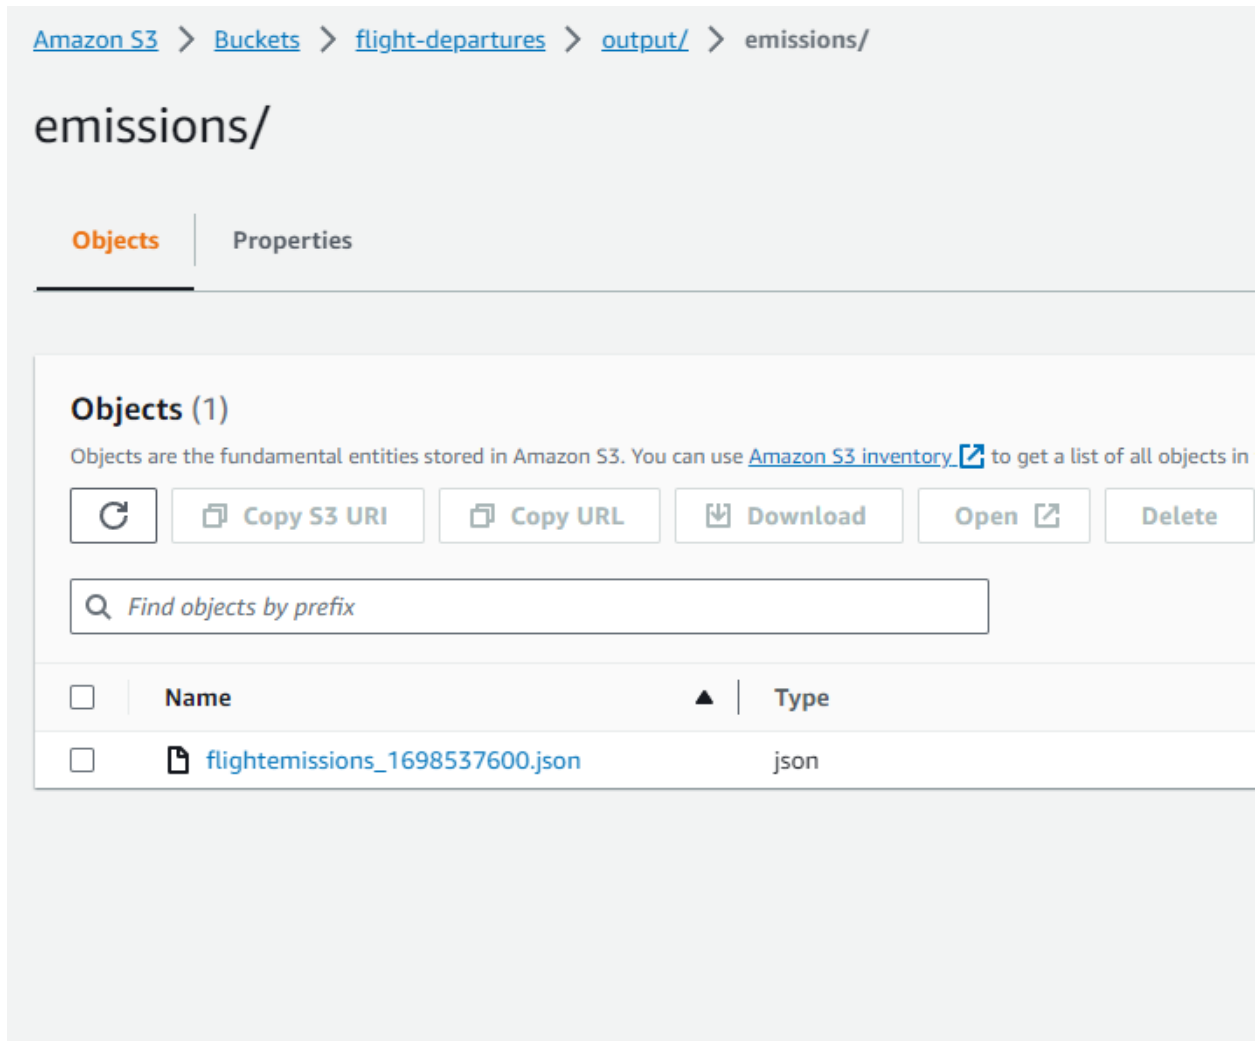 Amazon S3 > Buckets > flight-departures > output/ > emissions/
emissions/
Objects Properties
Objects (1)
Objects are the fundamental entities stored in Amazon S3. You can use Amazon S3 inventory to get a list of all objects in
Copy S3 URI Copy URL Download Open Delete
Find objects by prefix
Name Type
flightemissions_1698537600.json json